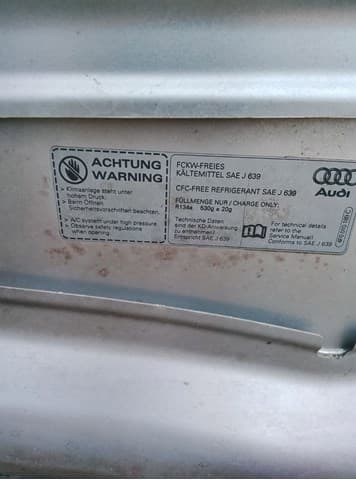 ACHTUNG
WARNING
> Klimaanlage steht unter
hohem Druck.
> Beim Öffnen
Sicherheitsvorschriften beachten.
> A/C system under high pressure.
> Observe safety regulations
when opening.
FCKW-FREIES
KÄLTEMITTEL SAE J 639
CFC-FREE REFRIGERANT SAE J 639
FÜLLMENGE NUR / CHARGE ONLY:
R134a 530g ± 20g
Technische Daten
sind der KD-Anweisung
zu entnehmen!
Entspricht SAE J 639
For technical details
refer to the
Service Manual!
Conforms to SAE J 639
Audi